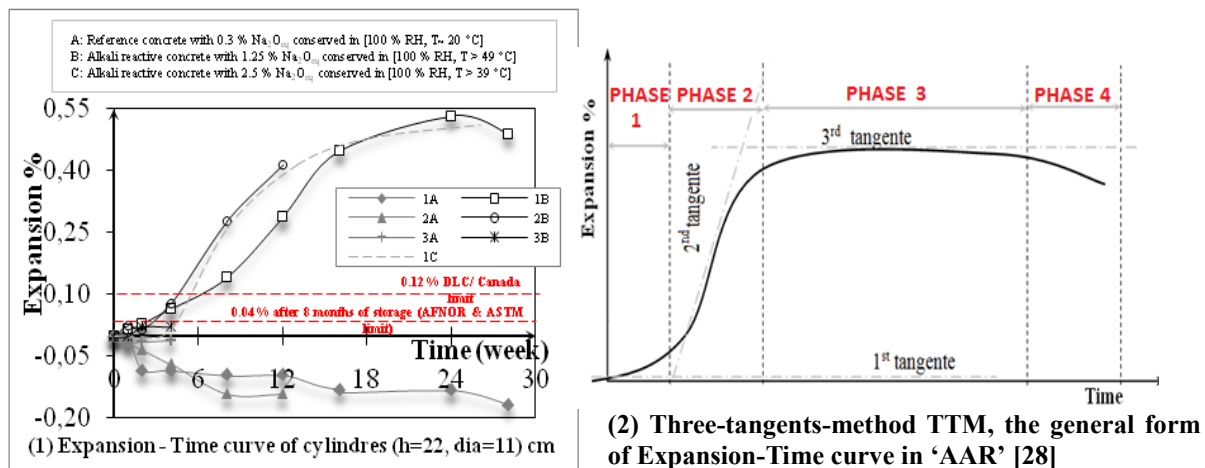 A: Reference concrete with 0.3 % Na2Oeq conserved in [100 % RH, T~ 20 °C]
B: Alkali reactive concrete with 1.25 % Na2Oeq conserved in [100 % RH, T > 49 °C]
C: Alkali reactive concrete with 2.5 % Na2Oeq conserved in [100 % RH, T > 39 °C]
Expansion %
0,55
0,40
0,25
0,10
-0,05
-0,20
0
6
12
18
24
30
Time (week)
1A
1B
2A
2B
3A
3B
1C
0.12 % DLC/ Canada
limit
0.04 % after 8 months of storage (AFNOR & ASTM
limit)
(1) Expansion - Time curve of cylindres (h=22, dia=11) cm
Expansion %
PHASE
1
PHASE 2
PHASE 3
PHASE 4
3rd tangente
2nd tangente
1st tangente
Time
(2) Three-tangents-method TTM, the general form
of Expansion-Time curve in ‘AAR’ [28]